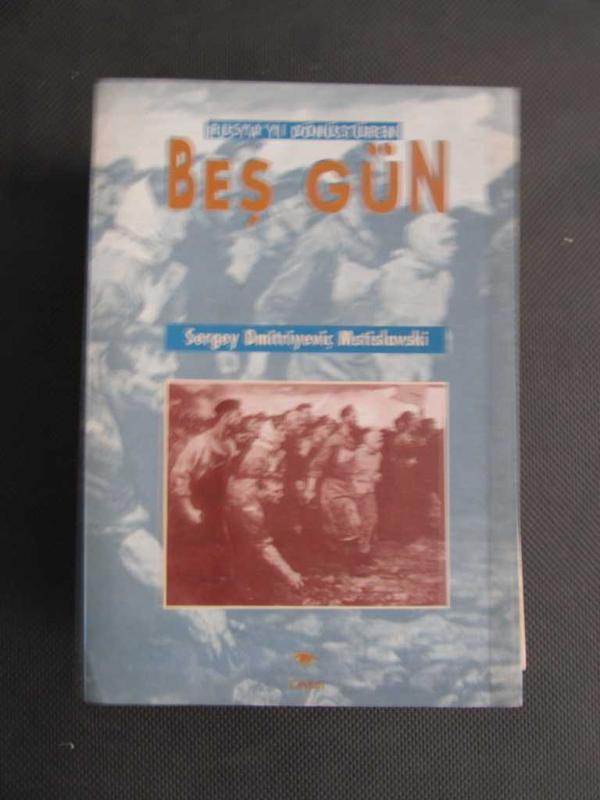 RUSYA'YI DÖNÜŞTÜREN
BEŞ GÜN
Sergey Dmitriyeviç Mstislavski